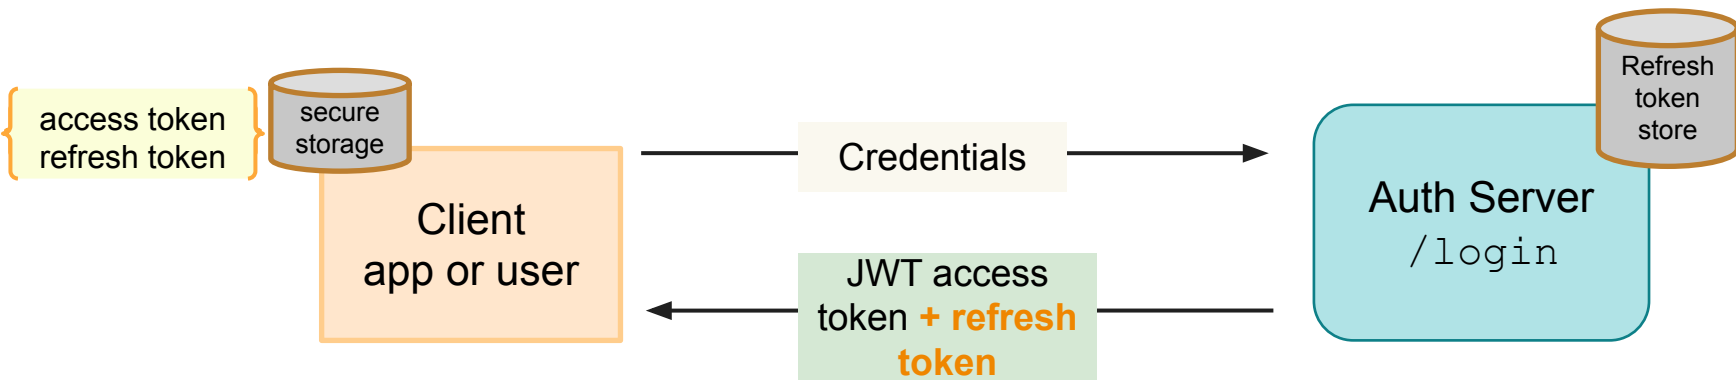 access token
refresh token
secure
storage
Client
app or user
Credentials
JWT access
token + refresh
token
Refresh
token
store
Auth Server
/login